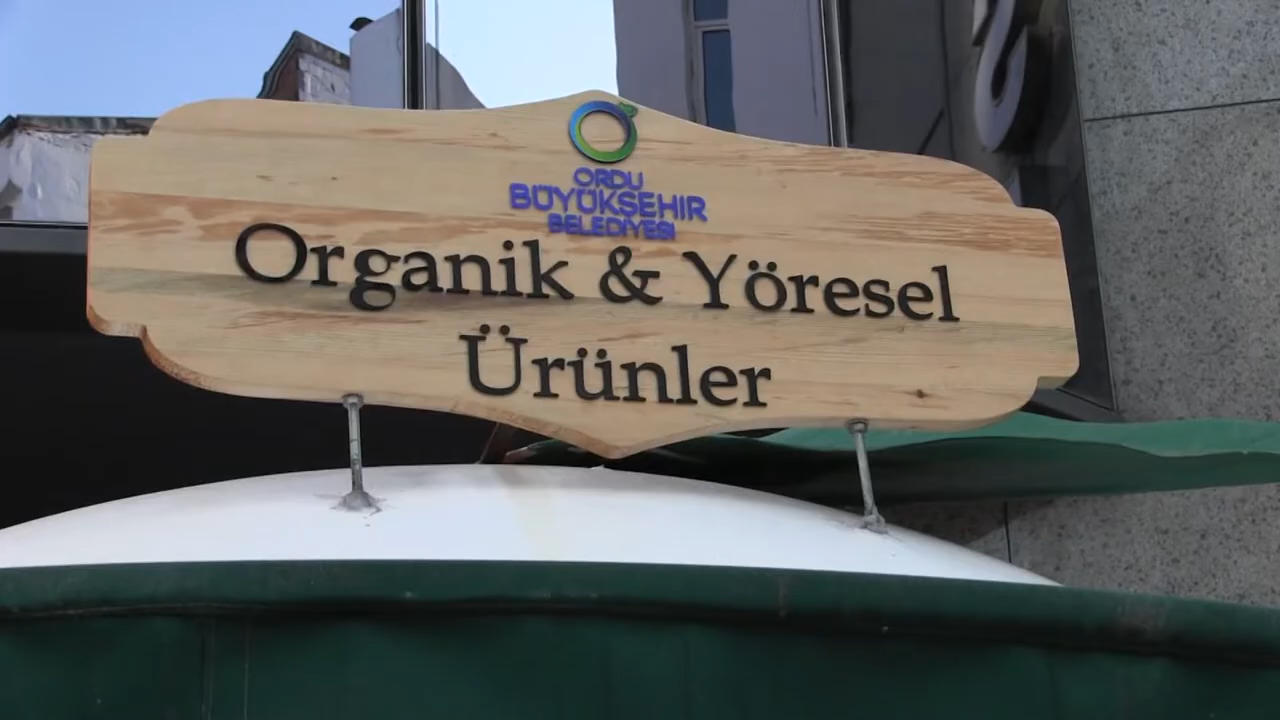 ORDU
BÜYÜKŞEHİR
BELEDİYESİ
Organik & Yöresel
Ürünler